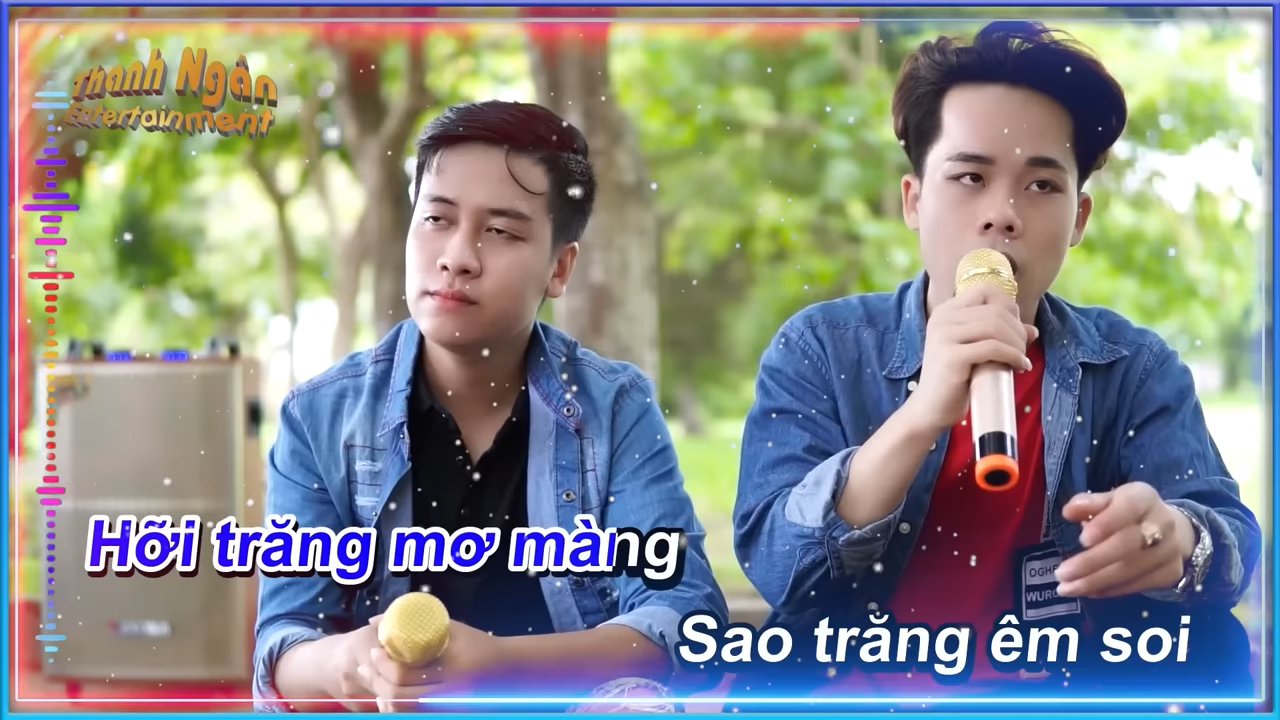 Thanh Ngân
Entertainment
Hỡi trăng mơ màng
Sao trăng êm soi